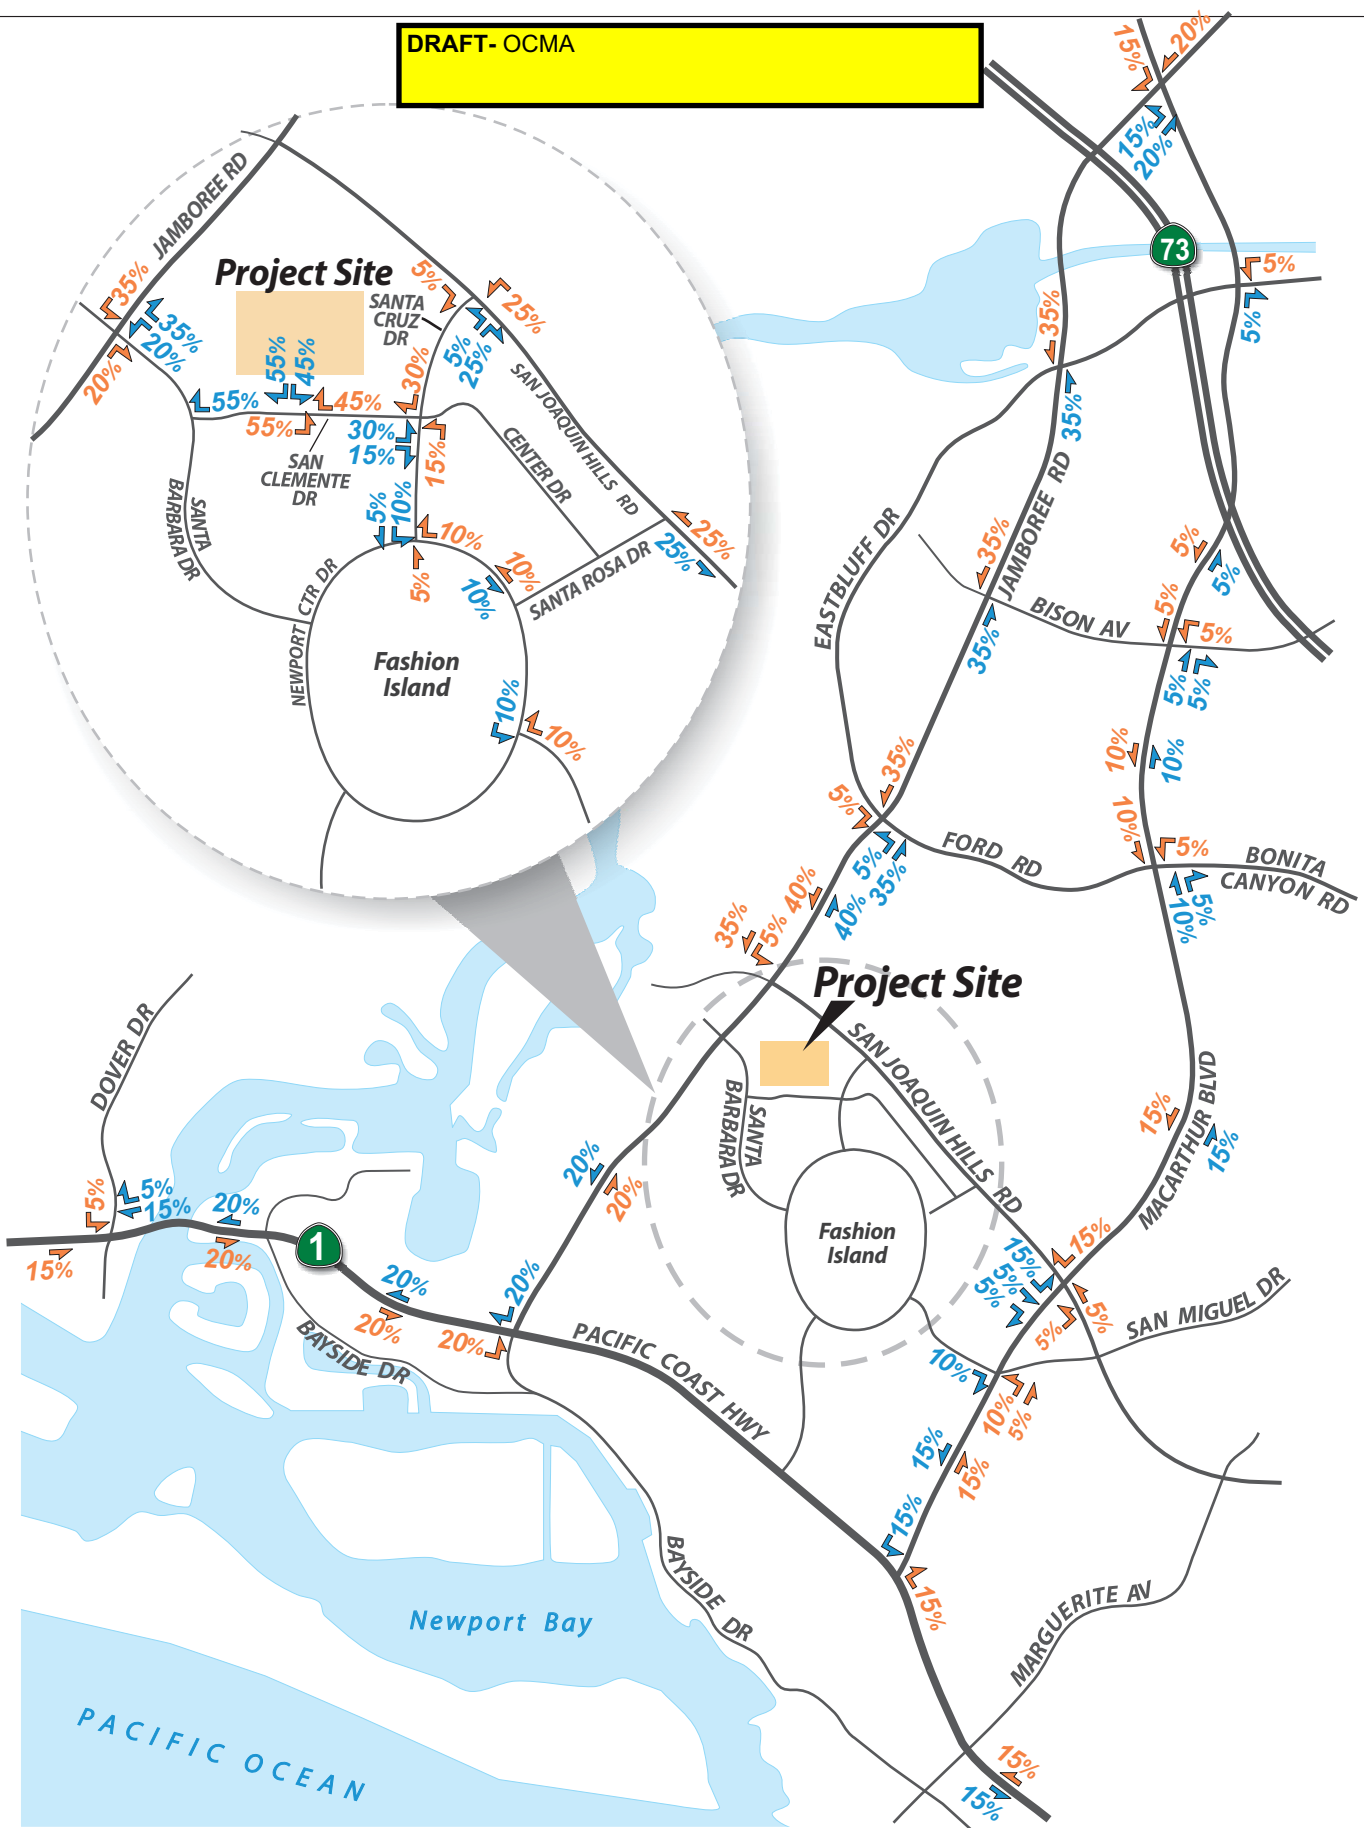 DRAFT- OCMA
15%
20%
15%
20%
73
5%
5%
JAMBOREE RD
Project Site
35%
35%
20%
20%
SANTA
CRUZ
DR
5%
25%
5%
25%
55%
45%
55%
45%
55%
30%
30%
15%
15%
SAN
CLEMENTE
DR
SAN JOAQUIN HILLS RD
CENTER DR
SANTA
BARBARA DR
5%
10%
10%
5%
10%
10%
25%
25%
SANTA ROSA DR
NEWPORT CTR DR
Fashion
Island
10%
10%
35%
35%
EASTBLUFF DR
JAMBOREE RD
35%
35%
BISON AV
5%
5%
5%
5%
5%
5%
10%
10%
35%
5%
5%
35%
FORD RD
10%
5%
10%
5%
BONITA
CANYON RD
40%
40%
35%
5%
Project Site
SAN JOAQUIN HILLS RD
SANTA
BARBARA DR
Fashion
Island
MACARTHUR BLVD
15%
15%
DOVER DR
5%
5%
15%
15%
20%
20%
1
20%
20%
20%
20%
20%
20%
BAYSIDE DR
PACIFIC COAST HWY
15%
5%
5%
15%
5%
5%
SAN MIGUEL DR
10%
10%
5%
15%
15%
15%
15%
BAYSIDE DR
MARGUERITE AV
Newport Bay
PACIFIC OCEAN
15%
15%